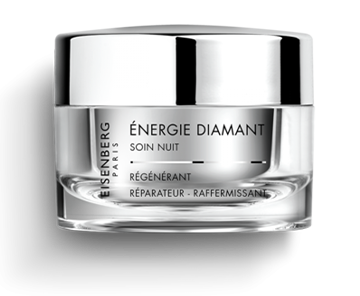 EISENBERG
PARIS
ÉNERGIE DIAMANT
SOIN NUIT
RÉGÉNÉRANT
RÉPARATEUR - RAFFERMISSANT